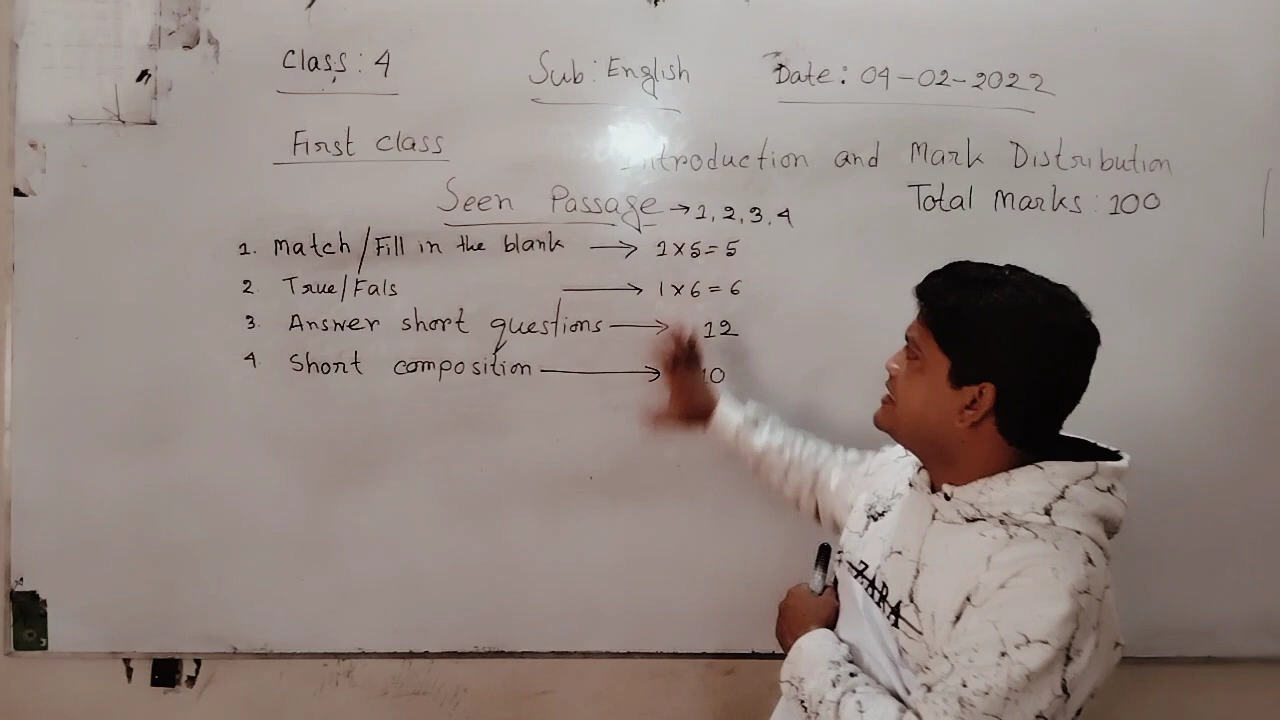 Class: 4 Sub: English Date: 04-02-2022
First class
Introduction and Mark Distribution
Seen Passage → 1, 2, 3, 4 Total Marks: 100
1. Match/Fill in the blank → 1×5=5
2. True/Fals → 1×6=6
3. Answer short questions → 12
4. Short composition → 10
ZARA